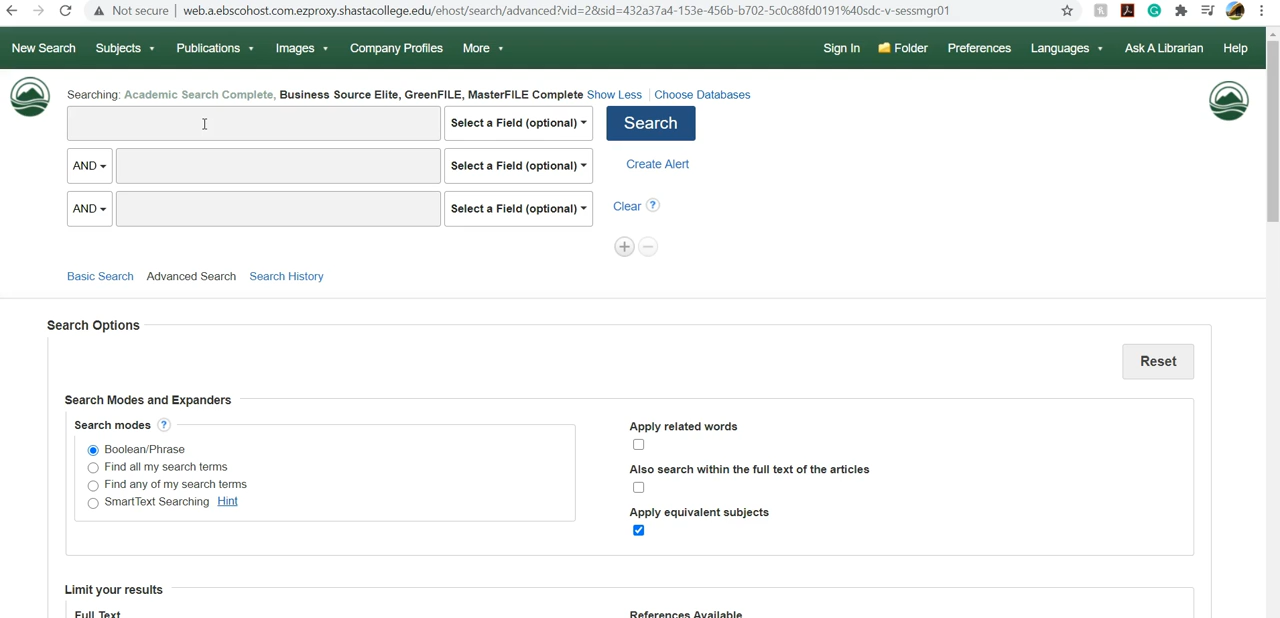 Not secure | web.a.ebscohost.com.ezproxy.shastacollege.edu/ehost/search/advanced?vid=2&sid=432a37a4-153e-456b-b702-5c0c88fd0191%40sdc-v-sessmgr01
New Search Subjects Publications Images Company Profiles More Sign In Folder Preferences Languages Ask A Librarian Help
Searching: Academic Search Complete, Business Source Elite, GreenFILE, MasterFILE Complete Show Less Choose Databases
Select a Field (optional) Search
AND Select a Field (optional) Create Alert
AND Select a Field (optional) Clear ?
Basic Search Advanced Search Search History
Search Options
Reset
Search Modes and Expanders
Search modes ?
Apply related words
Boolean/Phrase
Find all my search terms
Also search within the full text of the articles
Find any of my search terms
SmartText Searching Hint
Apply equivalent subjects
Limit your results
Full Text References Available